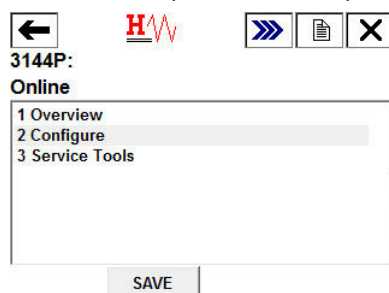 H
3144P:
Online
1 Overview
2 Configure
3 Service Tools
SAVE